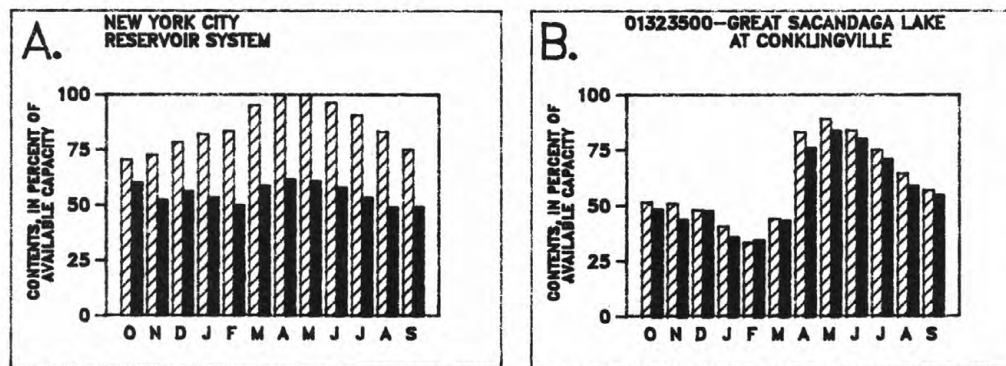 A.
NEW YORK CITY
RESERVOIR SYSTEM
CONTENTS, IN PERCENT OF
AVAILABLE CAPACITY
100
75
50
25
0
O N D J F M A M J J A S
B.
01323500-GREAT SACANDAGA LAKE
AT CONKLINGVILLE
CONTENTS, IN PERCENT OF
AVAILABLE CAPACITY
100
75
50
25
0
O N D J F M A M J J A S